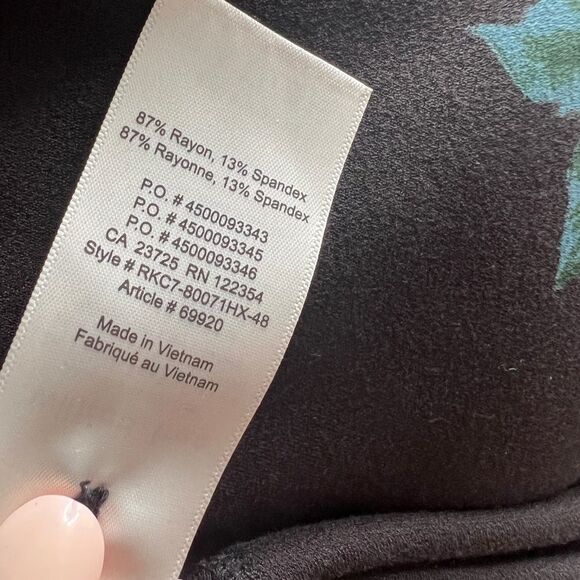 87% Rayon, 13% Spandex
87% Rayonne, 13% Spandex
P.O. # 4500093343
P.O. # 4500093345
P.O. # 4500093346
CA 23725 RN 122354
Style # RKC7-80071HX-48
Article # 69920
Made in Vietnam
Fabriqué au Vietnam